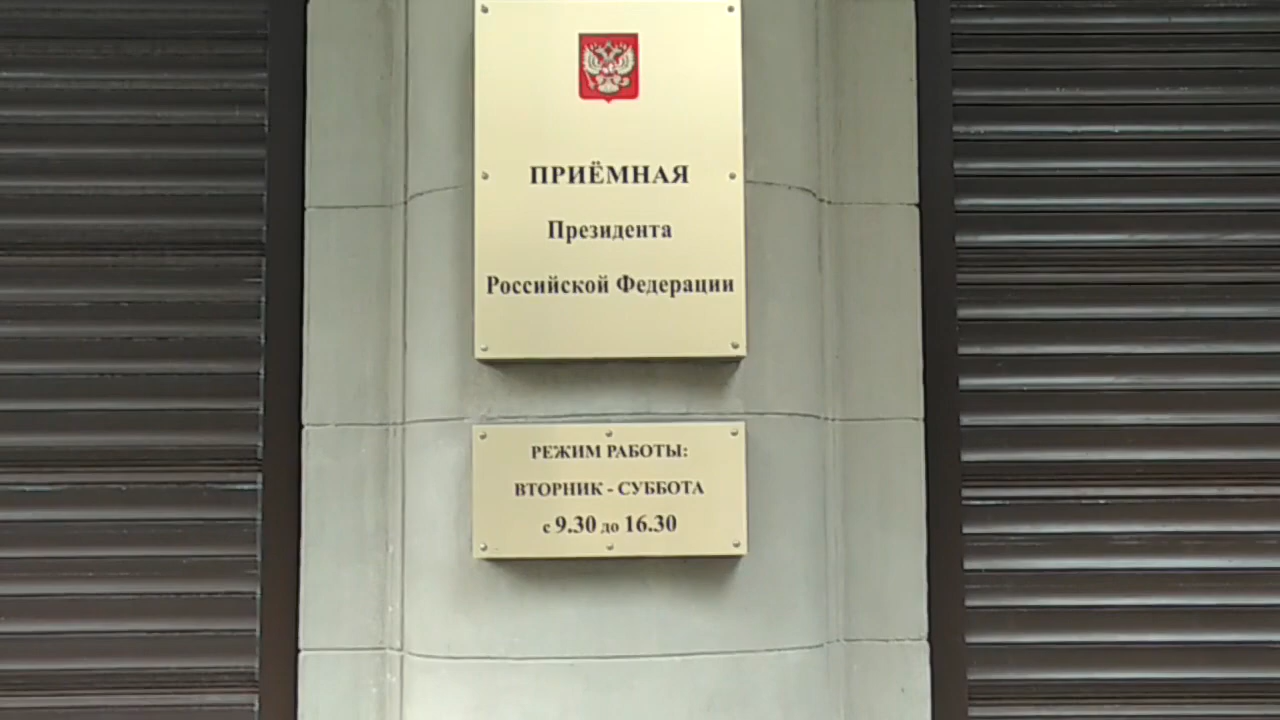 ПРИЁМНАЯ
Президента
Российской Федерации
РЕЖИМ РАБОТЫ:
ВТОРНИК - СУББОТА
с 9.30 до 16.30